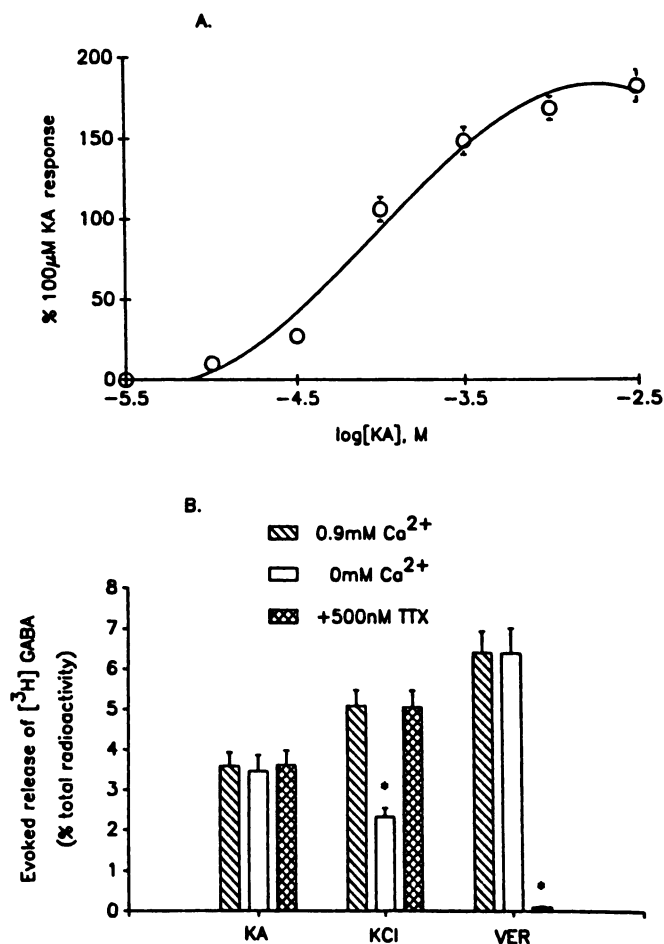 A.
% 100µM KA response
200
150
100
50
0
−5.5 −4.5 −3.5 −2.5
log[KA], M
B.
0.9mM Ca²⁺
0mM Ca²⁺
+500nM TTX
Evoked release of [³H] GABA
(% total radioactivity)
8
7
6
5
4
3
2
1
0
*
*
KA KCl VER